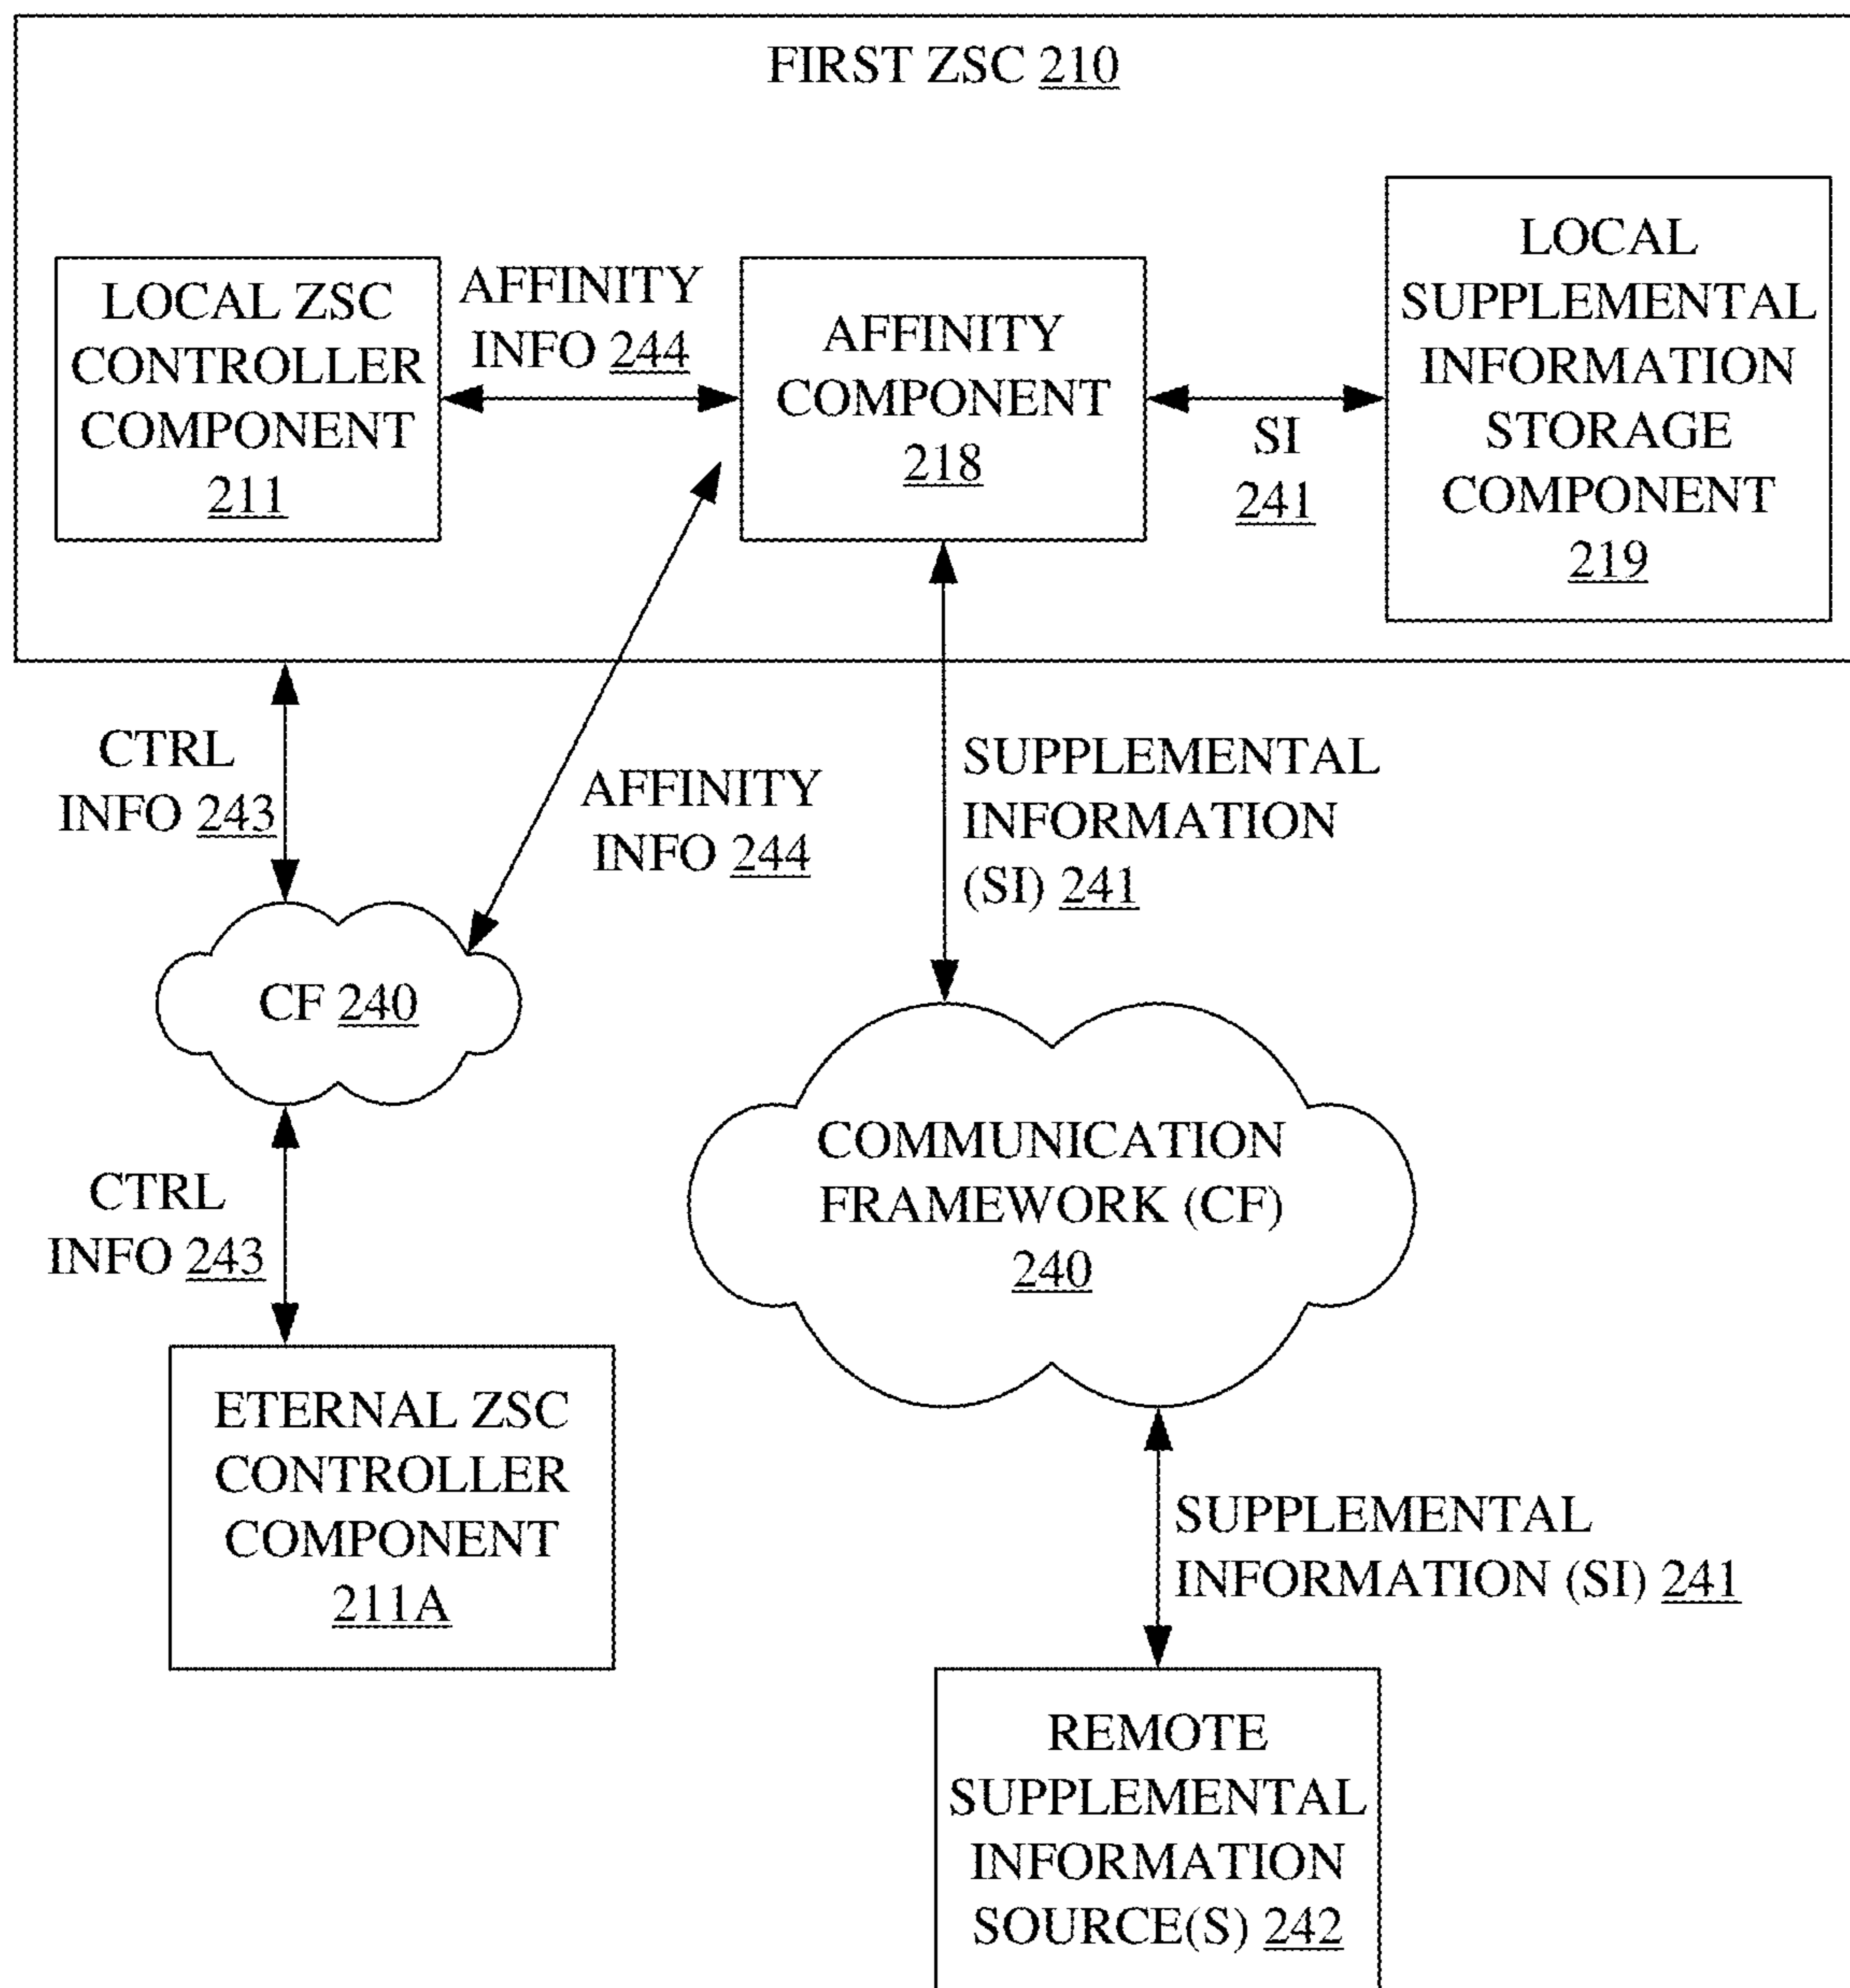 FIRST ZSC 210
LOCAL ZSC
CONTROLLER
COMPONENT
211
AFFINITY
INFO 244
AFFINITY
COMPONENT
218
SI
241
LOCAL
SUPPLEMENTAL
INFORMATION
STORAGE
COMPONENT
219
CTRL
INFO 243
AFFINITY
INFO 244
SUPPLEMENTAL
INFORMATION
(SI) 241
CF 240
COMMUNICATION
FRAMEWORK (CF)
240
CTRL
INFO 243
ETERNAL ZSC
CONTROLLER
COMPONENT
211A
SUPPLEMENTAL
INFORMATION (SI) 241
REMOTE
SUPPLEMENTAL
INFORMATION
SOURCE(S) 242